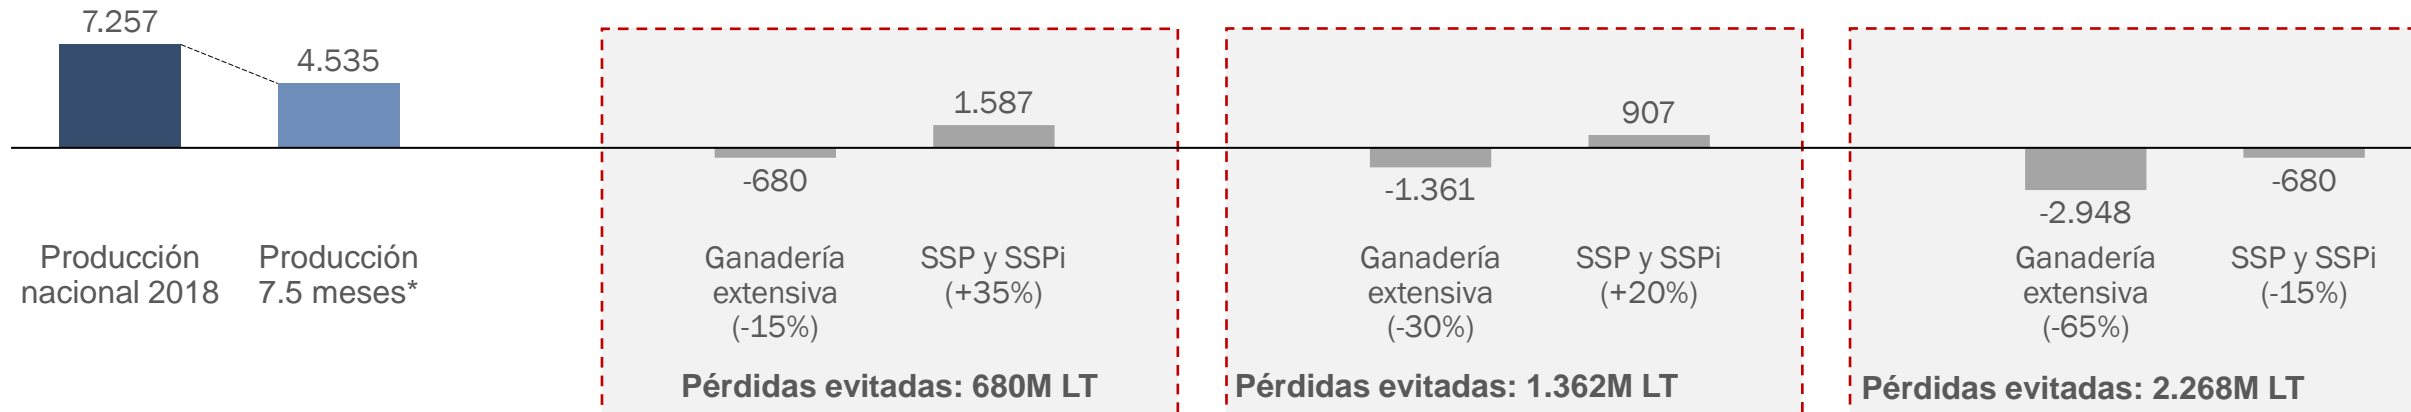 7.257
4.535
Producción
nacional 2018
Producción
7.5 meses*
-680
1.587
Ganadería
extensiva
(-15%)
SSP y SSPi
(+35%)
Pérdidas evitadas: 680M LT
-1.361
907
Ganadería
extensiva
(-30%)
SSP y SSPi
(+20%)
Pérdidas evitadas: 1.362M LT
-2.948
-680
Ganadería
extensiva
(-65%)
SSP y SSPi
(-15%)
Pérdidas evitadas: 2.268M LT